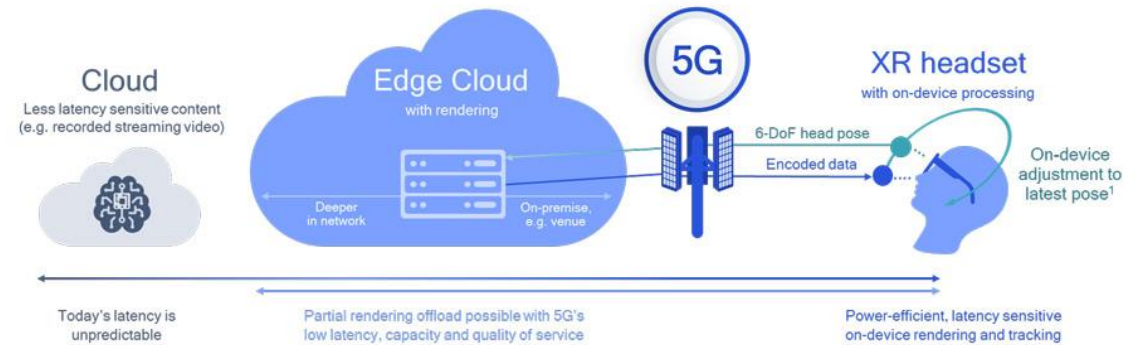 Cloud
Less latency sensitive content
(e.g. recorded streaming video)
Edge Cloud
with rendering
Deeper
in network
On-premise,
e.g. venue
5G
XR headset
with on-device processing
6-DoF head pose
Encoded data
On-device
adjustment to
latest pose¹
Today's latency is
unpredictable
Partial rendering offload possible with 5G's
low latency, capacity and quality of service
Power-efficient, latency sensitive
on-device rendering and tracking